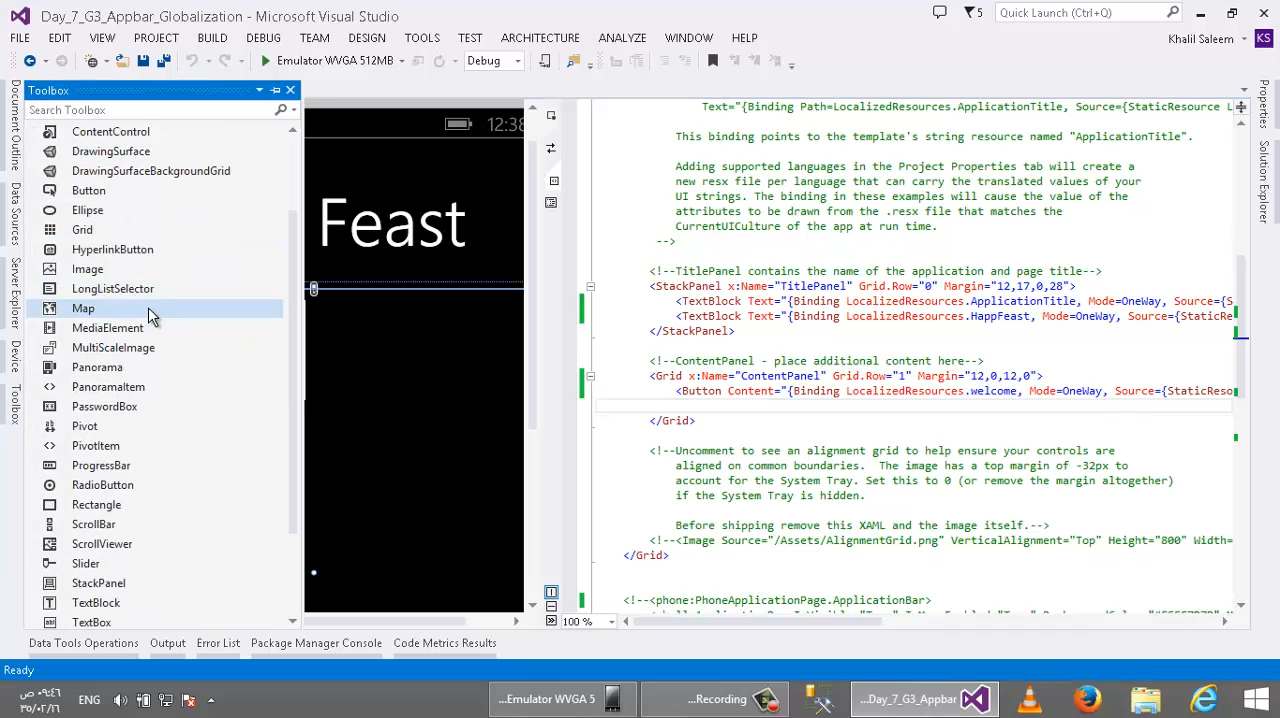 Day_7_G3_Appbar_Globalization - Microsoft Visual Studio
5
Quick Launch (Ctrl+Q)
FILE EDIT VIEW PROJECT BUILD DEBUG TEAM DESIGN TOOLS TEST ARCHITECTURE ANALYZE WINDOW HELP
Khalil Saleem KS
Emulator WVGA 512MB
Debug
Document Outline
Data Sources
Server Explorer
Device
Toolbox
Toolbox
Search Toolbox
ContentControl
DrawingSurface
DrawingSurfaceBackgroundGrid
Button
Ellipse
Grid
HyperlinkButton
Image
LongListSelector
Map
MediaElement
MultiScaleImage
Panorama
PanoramaItem
PasswordBox
Pivot
PivotItem
ProgressBar
RadioButton
Rectangle
ScrollBar
ScrollViewer
Slider
StackPanel
TextBlock
TextBox
12:38
Feast
Text="{Binding Path=LocalizedResources.ApplicationTitle, Source={StaticResource L
This binding points to the template's string resource named "ApplicationTitle".
Adding supported languages in the Project Properties tab will create a
new resx file per language that can carry the translated values of your
UI strings. The binding in these examples will cause the value of the
attributes to be drawn from the .resx file that matches the
CurrentUICulture of the app at run time.
-->
<!--TitlePanel contains the name of the application and page title-->
<StackPanel x:Name="TitlePanel" Grid.Row="0" Margin="12,17,0,28">
<TextBlock Text="{Binding LocalizedResources.ApplicationTitle, Mode=OneWay, Source={S
<TextBlock Text="{Binding LocalizedResources.HappFeast, Mode=OneWay, Source={StaticRe
</StackPanel>
<!--ContentPanel - place additional content here-->
<Grid x:Name="ContentPanel" Grid.Row="1" Margin="12,0,12,0">
<Button Content="{Binding LocalizedResources.welcome, Mode=OneWay, Source={StaticReso
</Grid>
<!--Uncomment to see an alignment grid to help ensure your controls are
aligned on common boundaries. The image has a top margin of -32px to
account for the System Tray. Set this to 0 (or remove the margin altogether)
if the System Tray is hidden.
Before shipping remove this XAML and the image itself.-->
<!--<Image Source="/Assets/AlignmentGrid.png" VerticalAlignment="Top" Height="800" Width=
</Grid>
<!--<phone:PhoneApplicationPage.ApplicationBar>
100 %
Properties
Solution Explorer
Data Tools Operations Output Error List Package Manager Console Code Metrics Results
Ready
ENG
...Emulator WVGA 5
...Recording
...Day_7_G3_Appbar